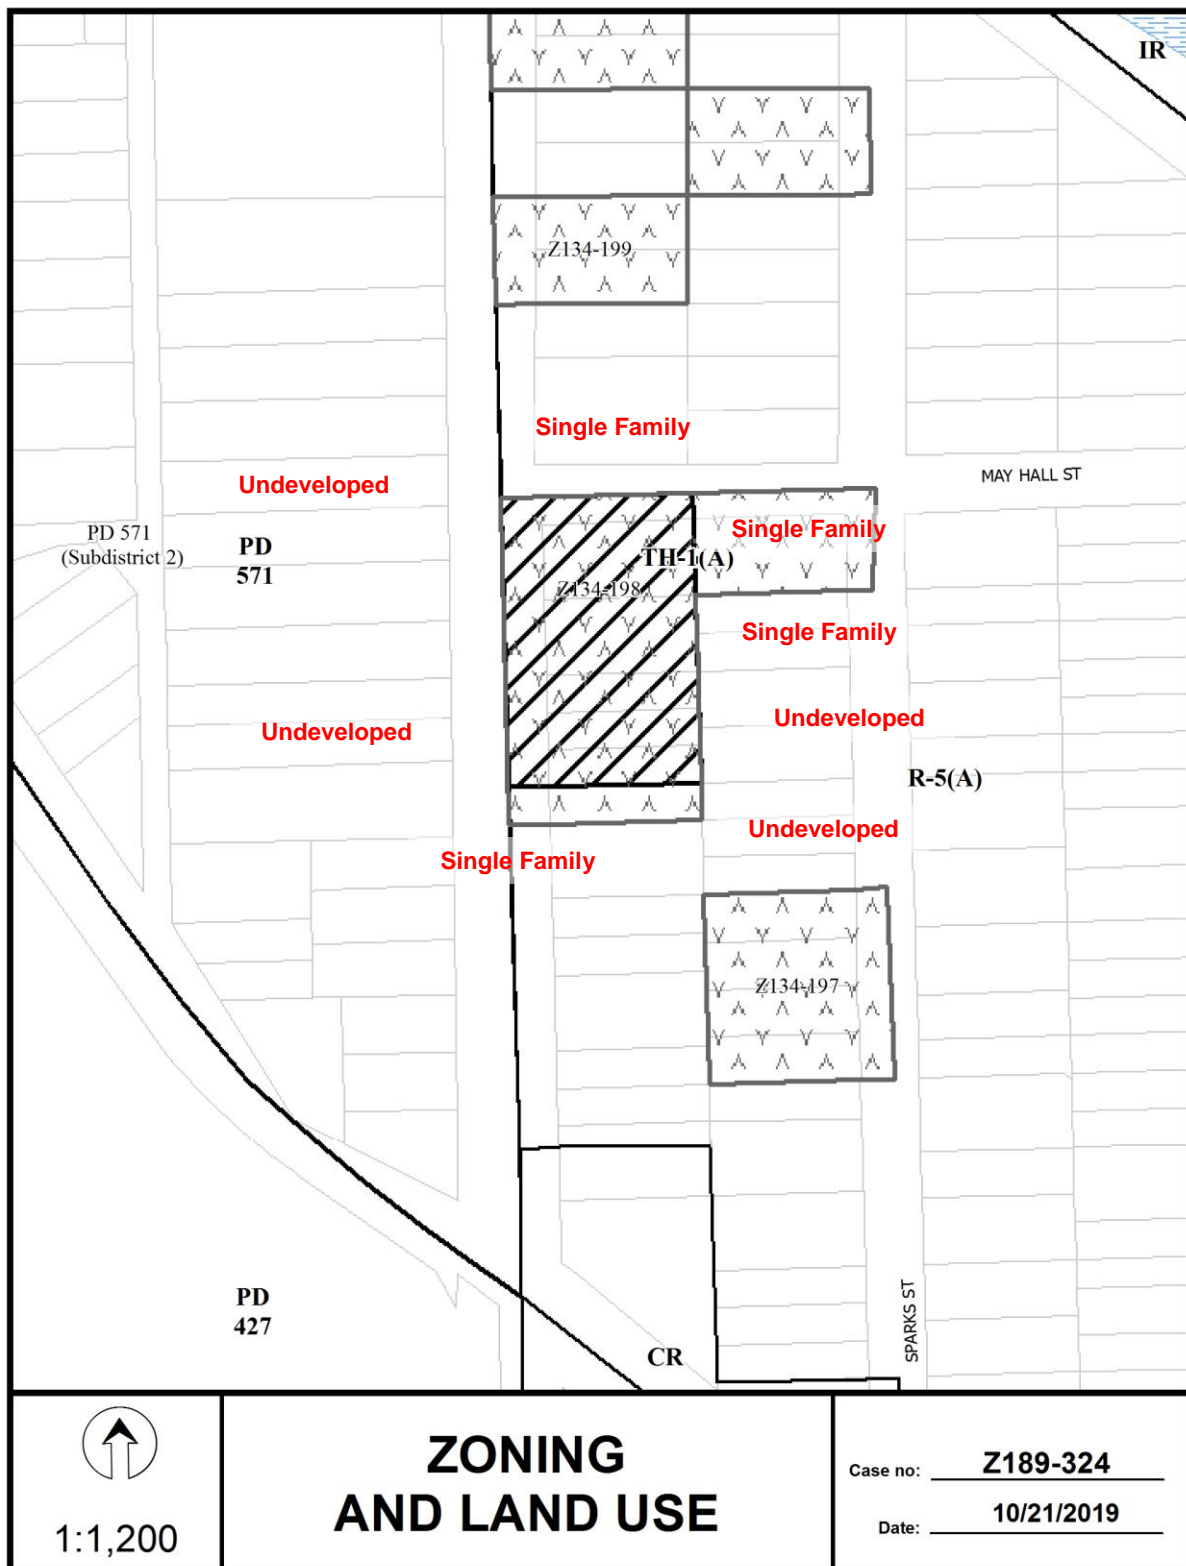 IR
Z134-199
Single Family
MAY HALL ST
Undeveloped
Single Family
PD 571
(Subdistrict 2)
PD
571
TH-1(A)
Z134-198
Single Family
Undeveloped
Undeveloped
R-5(A)
Undeveloped
Single Family
Z134-197
PD
427
SPARKS ST
CR
1:1,200
ZONING
AND LAND USE
Case no: Z189-324
Date: 10/21/2019